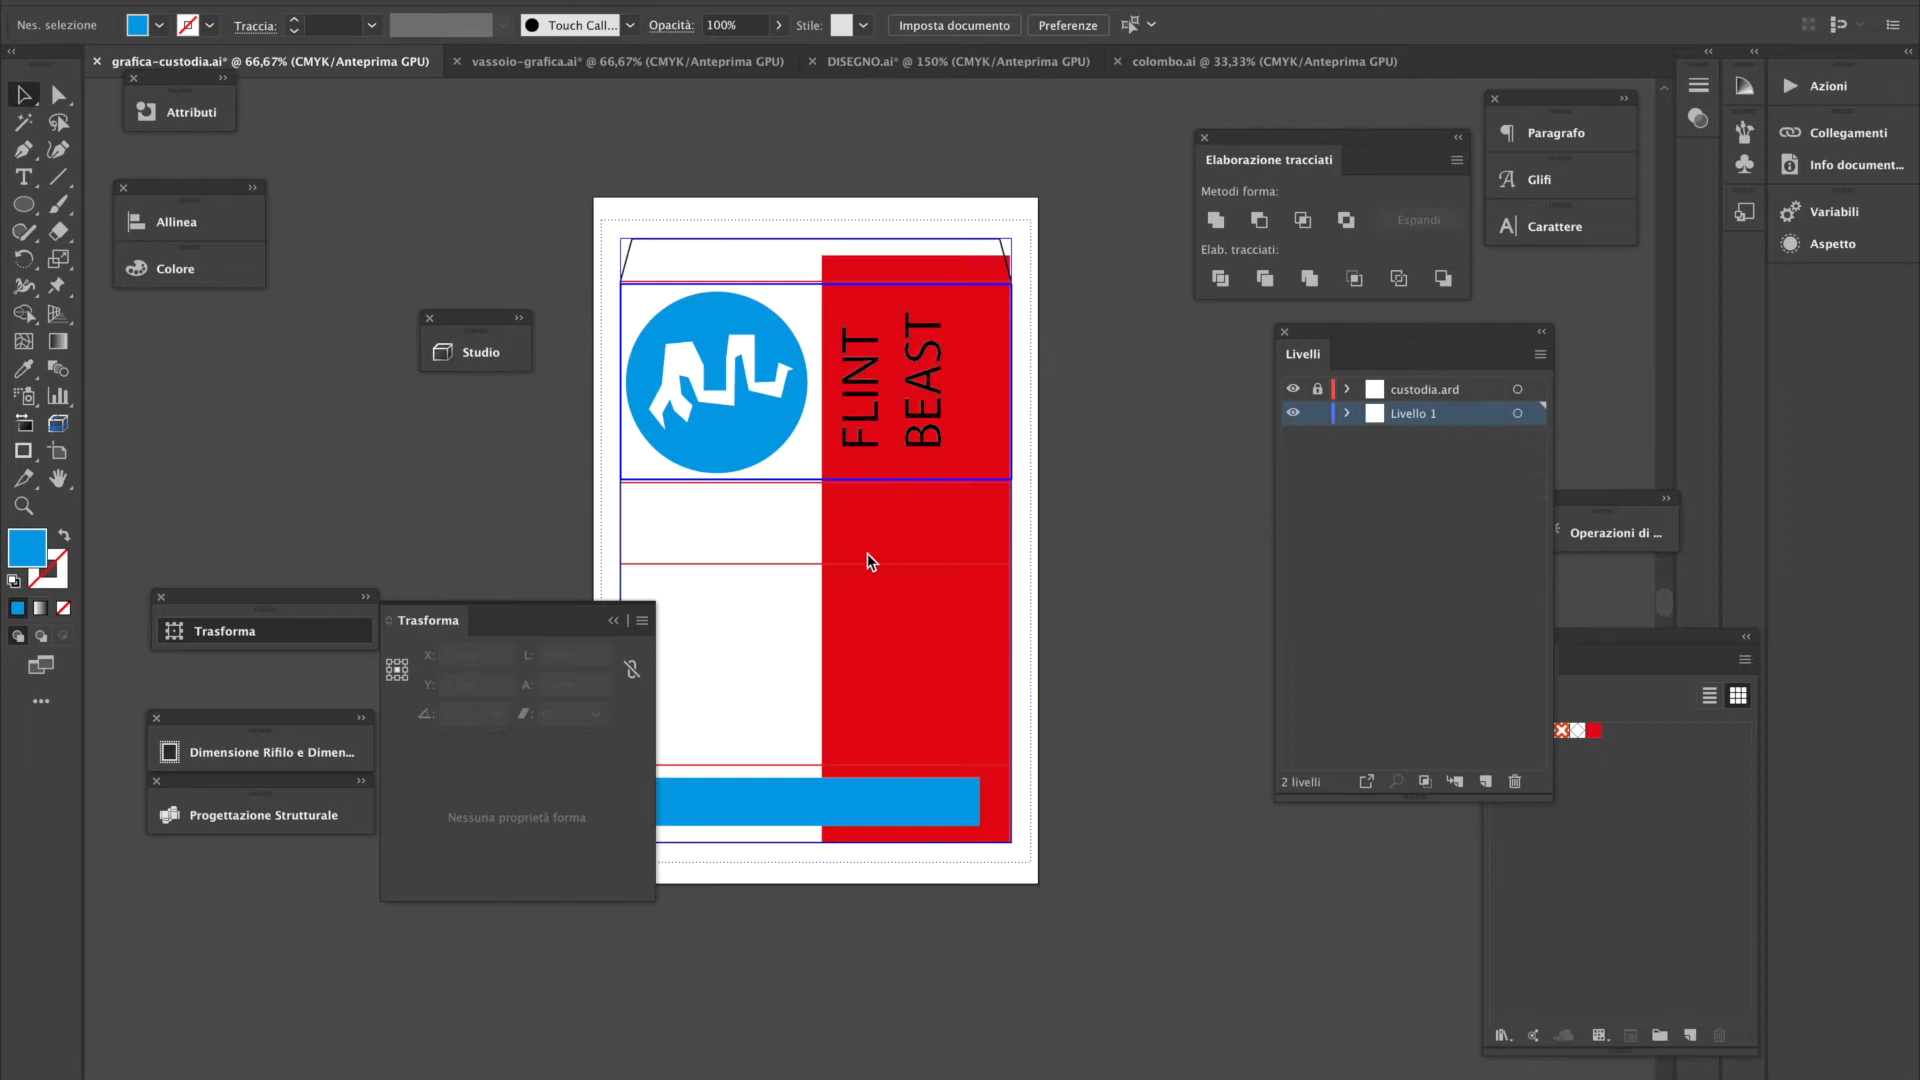 Nes. selezione
Traccia:
Touch Call...
Opacità:
100%
Stile:
Imposta documento
Preferenze
grafica-custodia.ai* @ 66,67% (CMYK/Anteprima GPU)
vassoio-grafica.ai* @ 66,67% (CMYK/Anteprima GPU)
DISEGNO.ai* @ 150% (CMYK/Anteprima GPU)
colombo.ai @ 33,33% (CMYK/Anteprima GPU)
Attributi
Allinea
Colore
Studio
FLINT
BEAST
Trasforma
Trasforma
X:
L:
Y:
A:
Nessuna proprietà forma
Dimensione Rifilo e Dimen...
Progettazione Strutturale
Elaborazione tracciati
Metodi forma:
Espandi
Elab. tracciati:
Paragrafo
Glifi
Carattere
Livelli
custodia.ard
Livello 1
2 livelli
Operazioni di ...
Azioni
Collegamenti
Info document...
Variabili
Aspetto